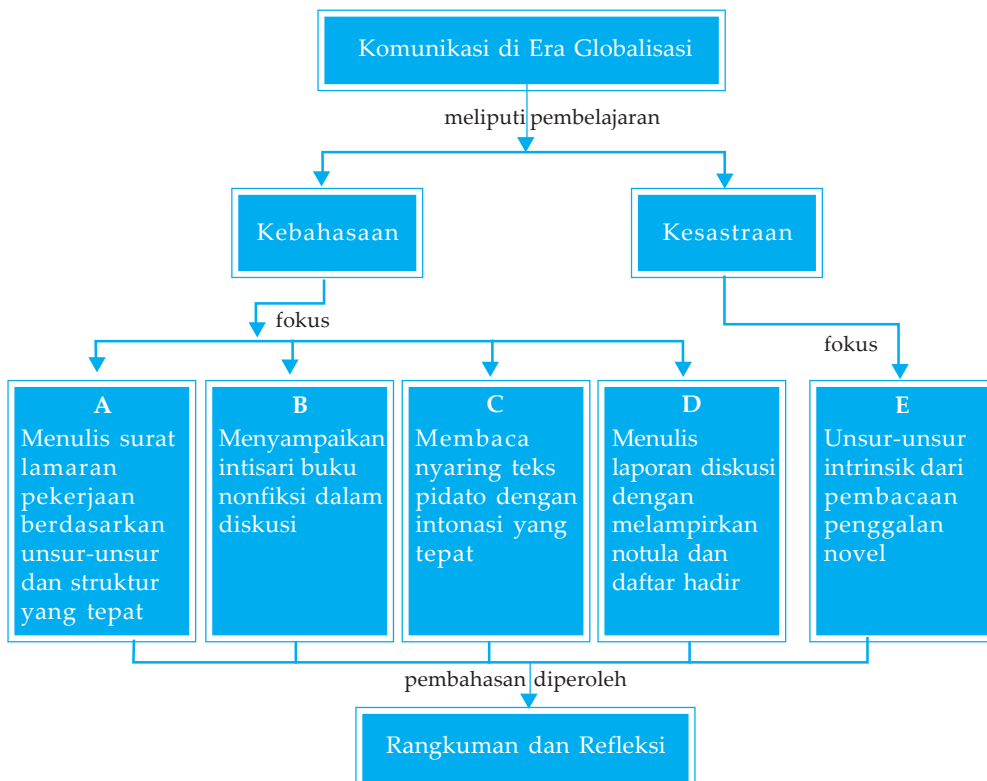 Komunikasi di Era Globalisasi
meliputi pembelajaran
Kebahasaan
Kesastraan
fokus
fokus
A
Menulis surat
lamaran
pekerjaan
berdasarkan
unsur-unsur
dan struktur
yang tepat
B
Menyampaikan
intisari buku
nonfiksi dalam
diskusi
C
Membaca
nyaring teks
pidato dengan
intonasi yang
tepat
D
Menulis
laporan diskusi
dengan
melampirkan
notula dan
daftar hadir
E
Unsur-unsur
intrinsik dari
pembacaan
penggalan
novel
pembahasan diperoleh
Rangkuman dan Refleksi